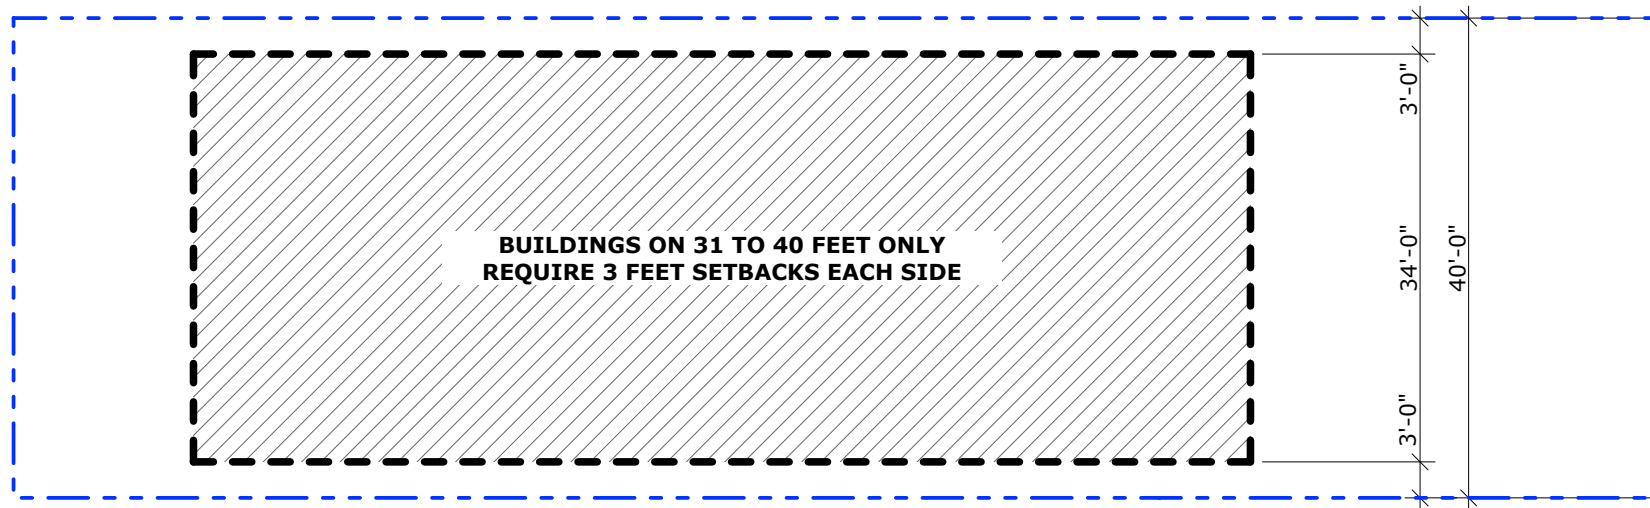 BUILDINGS ON 31 TO 40 FEET ONLY
REQUIRE 3 FEET SETBACKS EACH SIDE
3'-0"
34'-0"
3'-0"
40'-0"